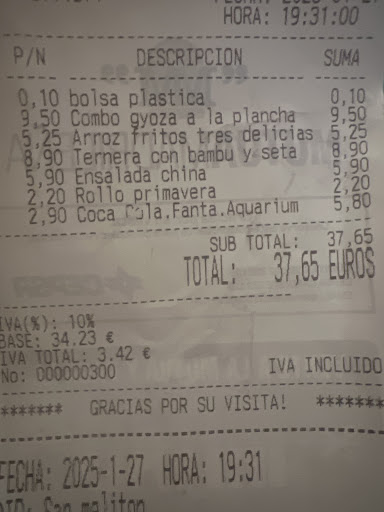 HORA: 19:31:00
P/N DESCRIPCION SUMA
0,10 bolsa plastica 0,10
9,50 Combo gyoza a la plancha 9,50
5,25 Arroz fritos tres delicias 5,25
8,90 Ternera con bambu y seta 8,90
5,90 Ensalada china 5,90
2,20 Rollo primavera 2,20
2,90 Coca Cola.Fanta.Aquarium 5,80
SUB TOTAL: 37,65
TOTAL: 37,65 EUROS
IVA(%): 10%
BASE: 34.23 €
IVA TOTAL: 3.42 €
No: 000000300 IVA INCLUIDO
******* GRACIAS POR SU VISITA! *******
FECHA: 2025-1-27 HORA: 19:31